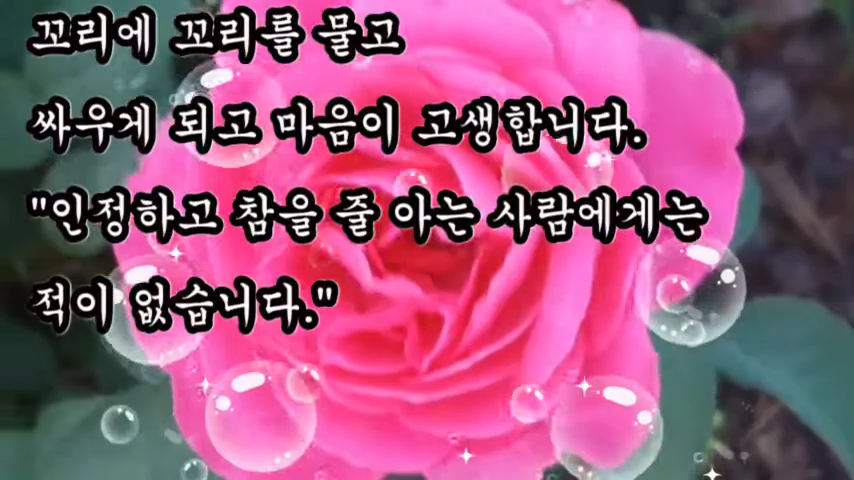 꼬리에 꼬리를 물고
싸우게 되고 마음이 고생합니다.
"인정하고 참을 줄 아는 사람에게는
적이 없습니다."